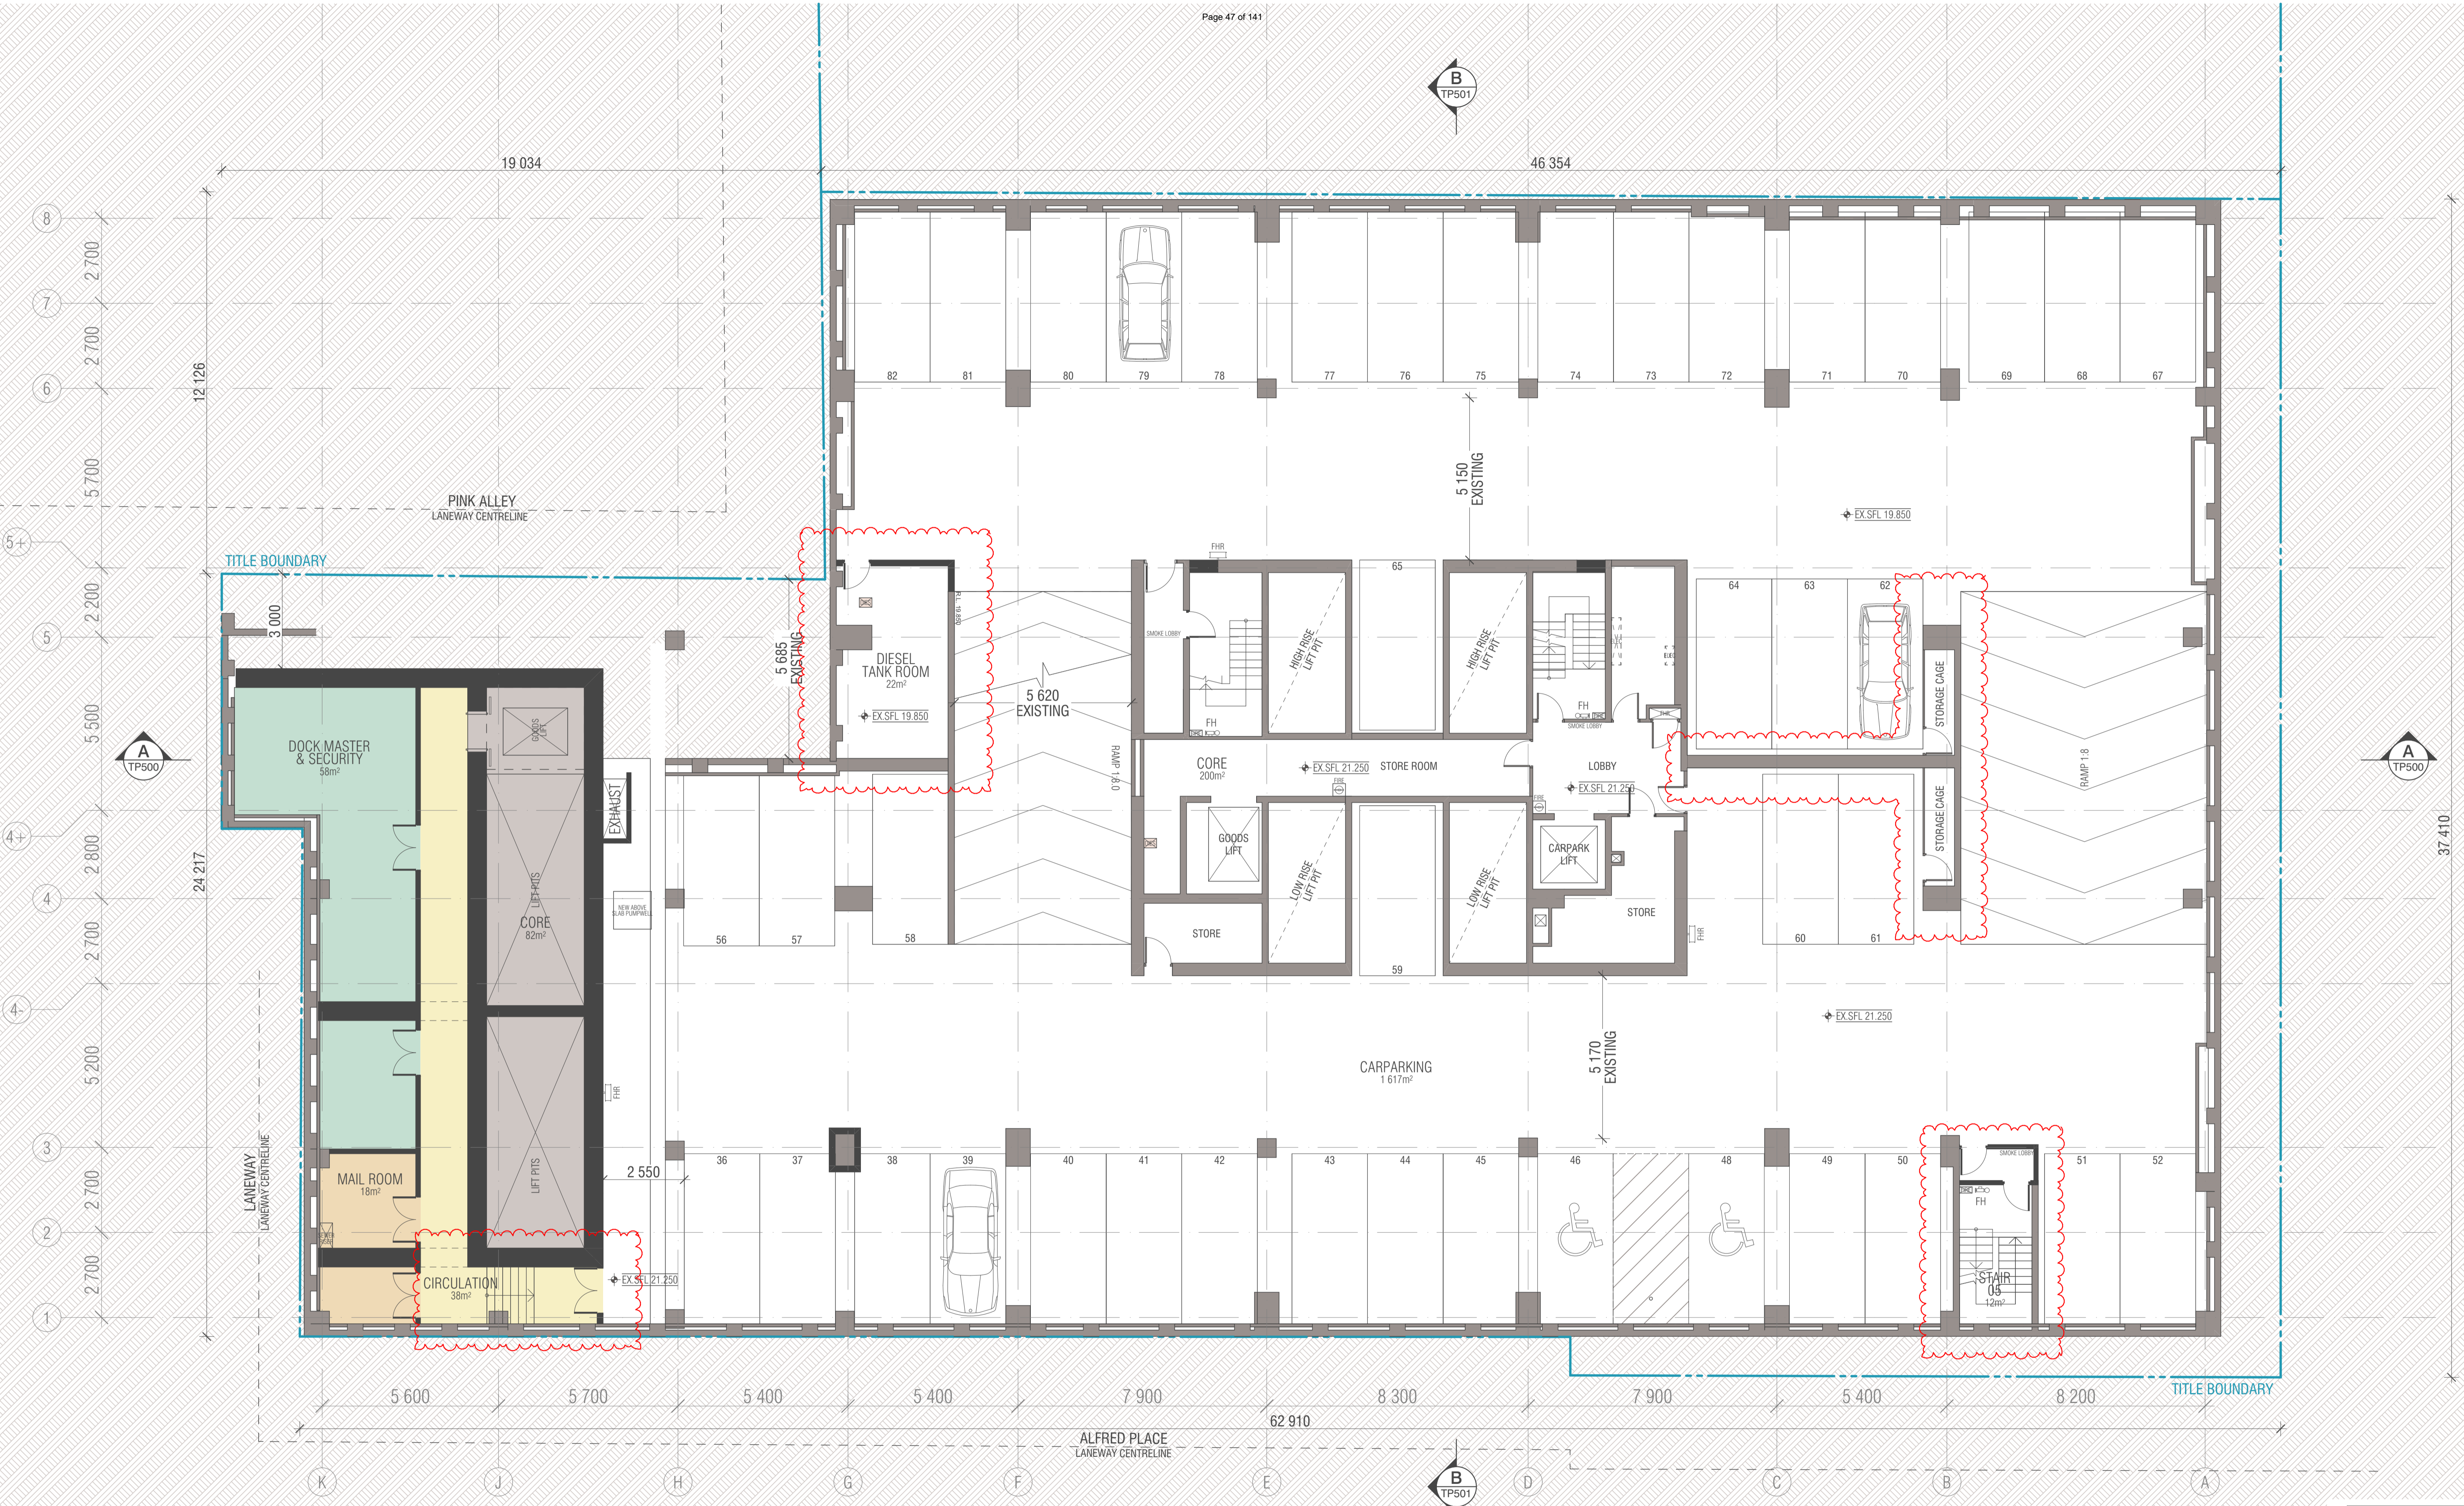 Page 47 of 141
B
TP501
19 034
46 354
8
2 700
7
2 700
6
12 126
5 700
82
81
80
79
78
77
76
75
74
73
72
71
70
69
68
67
5 150
EXISTING
PINK ALLEY
LANEWAY CENTRELINE
EX.SFL 19.850
5+
TITLE BOUNDARY
2 200
3 000
5
5 685
EXISTING
R.L. 19.850
DIESEL
TANK ROOM
22m²
EX.SFL 19.850
5 620
EXISTING
RAMP 1:8.0
FHR
SMOKE LOBBY
FH
HIGH RISE
LIFT PIT
65
HIGH RISE
LIFT PIT
FH
SMOKE LOBBY
ELEC
64
63
62
STORAGE CAGE
5 500
DOCK MASTER
& SECURITY
58m²
GOODS
LIFT
A
TP500
CORE
200m²
EX.SFL 21.250
STORE ROOM
FIRE
LOBBY
EX.SFL 21.250
FIRE
RAMP 1:8
A
TP500
EXHAUST
4+
2 800
24 217
37 410
GOODS
LIFT
LOW RISE
LIFT PIT
LOW RISE
LIFT PIT
CARPARK
LIFT
STORAGE CAGE
4
LIFT PITS
CORE
82m²
NEW ABOVE
SLAB PUMPWELL
56
57
58
STORE
59
STORE
FHR
60
61
2 700
4-
5 200
EX.SFL 21.250
5 170
EXISTING
CARPARKING
1 617m²
FHR
3
LANEWAY
LANEWAY CENTRELINE
MAIL ROOM
18m²
LIFT PITS
2 550
36
37
38
39
40
41
42
43
44
45
46
48
49
50
51
52
SMOKE LOBBY
FH
STAIR
05
12m²
2 700
2
2 700
CIRCULATION
38m²
EX.SFL 21.250
1
5 600
5 700
5 400
5 400
7 900
8 300
7 900
5 400
8 200
TITLE BOUNDARY
62 910
ALFRED PLACE
LANEWAY CENTRELINE
K
J
H
G
F
E
B
TP501
D
C
B
A